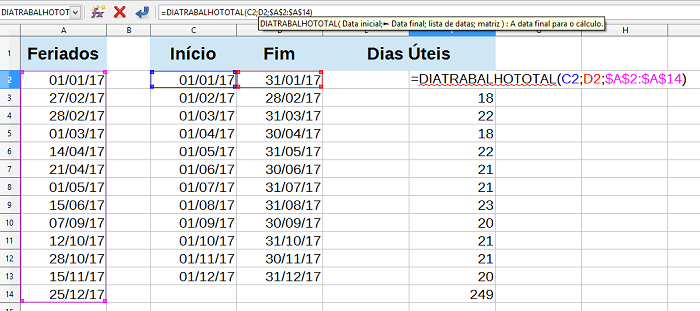 DIATRABALHOTOT =DIATRABALHOTOTAL(C2;D2;$A$2:$A$14)
DIATRABALHOTOTAL( Data inicial;⬅ Data final; lista de datas; matriz ) : A data final para o cálculo.
A B C H
1 Feriados Início Fim Dias Úteis
2 01/01/17 01/01/17 31/01/17 =DIATRABALHOTOTAL(C2;D2;$A$2:$A$14)
3 27/02/17 01/02/17 28/02/17 18
4 28/02/17 01/03/17 31/03/17 22
5 01/03/17 01/04/17 30/04/17 18
6 14/04/17 01/05/17 31/05/17 22
7 21/04/17 01/06/17 30/06/17 21
8 01/05/17 01/07/17 31/07/17 21
9 15/06/17 01/08/17 31/08/17 23
10 07/09/17 01/09/17 30/09/17 20
11 12/10/17 01/10/17 31/10/17 21
12 28/10/17 01/11/17 30/11/17 21
13 15/11/17 01/12/17 31/12/17 20
14 25/12/17 249